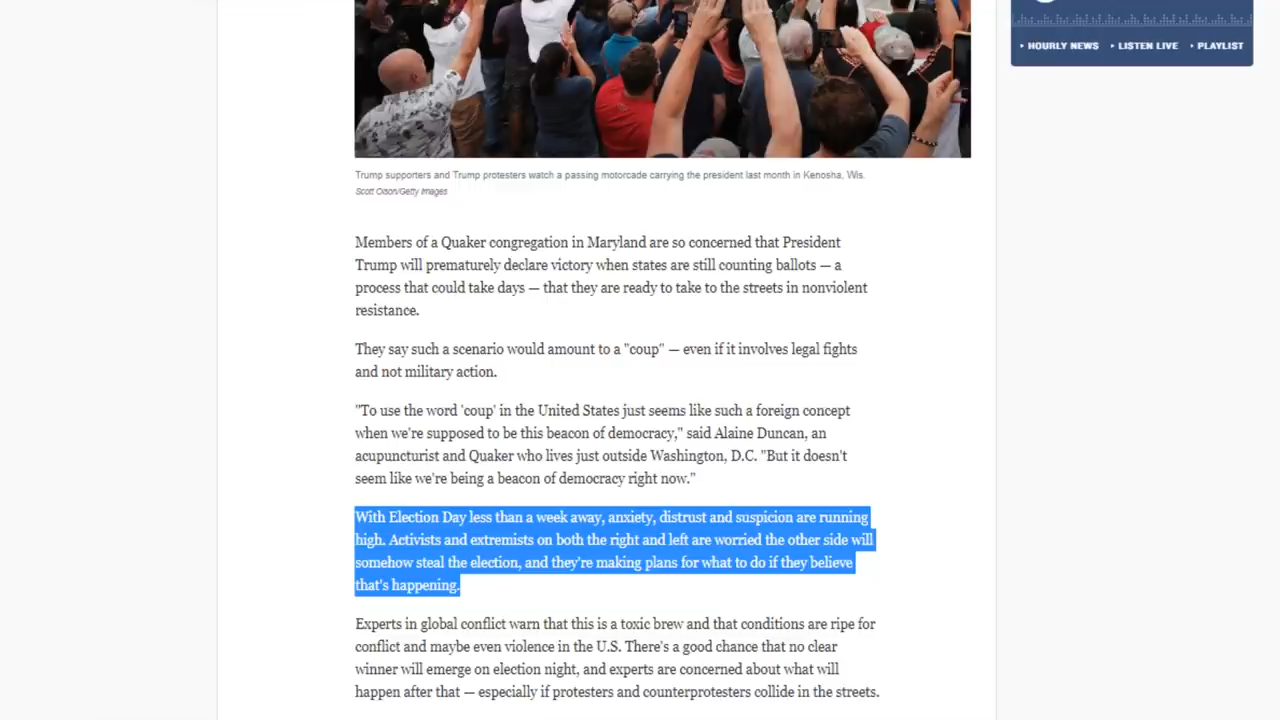 ‣ HOURLY NEWS ‣ LISTEN LIVE ‣ PLAYLIST
Trump supporters and Trump protesters watch a passing motorcade carrying the president last month in Kenosha, Wis.
Scott Olson/Getty Images
Members of a Quaker congregation in Maryland are so concerned that President
Trump will prematurely declare victory when states are still counting ballots — a
process that could take days — that they are ready to take to the streets in nonviolent
resistance.
They say such a scenario would amount to a "coup" — even if it involves legal fights
and not military action.
"To use the word 'coup' in the United States just seems like such a foreign concept
when we're supposed to be this beacon of democracy," said Alaine Duncan, an
acupuncturist and Quaker who lives just outside Washington, D.C. "But it doesn't
seem like we're being a beacon of democracy right now."
With Election Day less than a week away, anxiety, distrust and suspicion are running
high. Activists and extremists on both the right and left are worried the other side will
somehow steal the election, and they're making plans for what to do if they believe
that's happening.
Experts in global conflict warn that this is a toxic brew and that conditions are ripe for
conflict and maybe even violence in the U.S. There's a good chance that no clear
winner will emerge on election night, and experts are concerned about what will
happen after that — especially if protesters and counterprotesters collide in the streets.